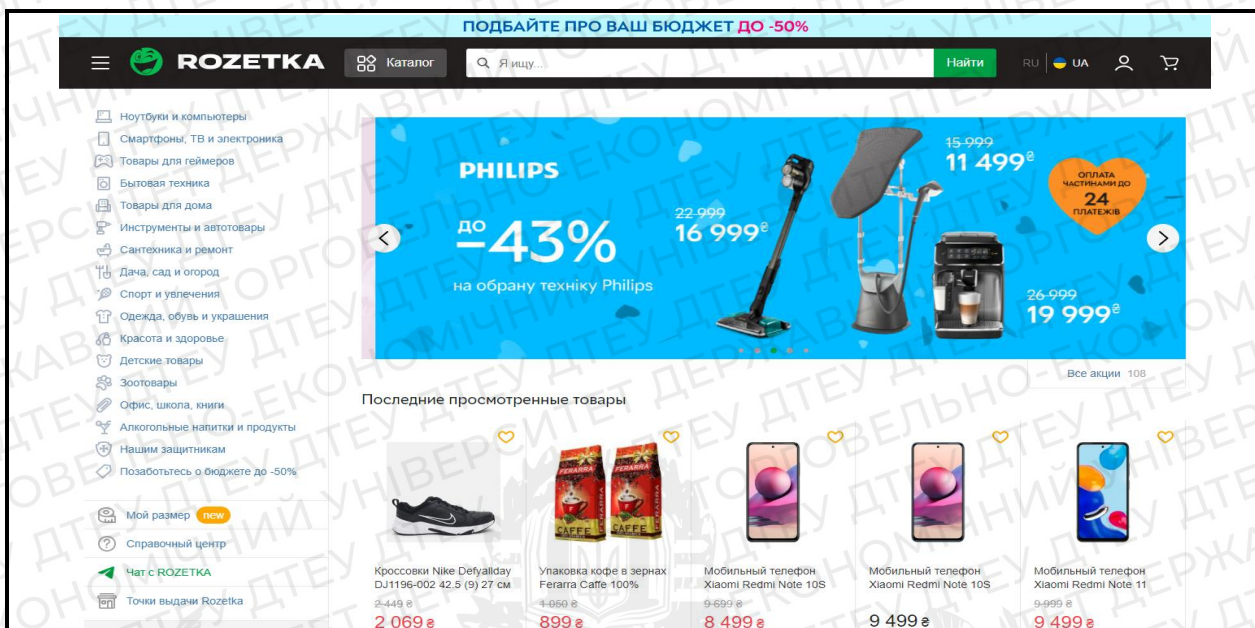 ПОДБАЙТЕ ПРО ВАШ БЮДЖЕТ ДО -50%
ROZETKA
Каталог
Я ищу...
Найти
RU
UA
Ноутбуки и компьютеры
Смартфоны, ТВ и электроника
Товары для геймеров
Бытовая техника
Товары для дома
Инструменты и автотовары
Сантехника и ремонт
Дача, сад и огород
Спорт и увлечения
Одежда, обувь и украшения
Красота и здоровье
Детские товары
Зоотовары
Офис, школа, книги
Алкогольные напитки и продукты
Нашим защитникам
Позаботьтесь о бюджете до -50%
Мой размер new
Справочный центр
Чат с ROZETKA
Точки выдачи Rozetka
PHILIPS
до
–43%
на обрану техніку Philips
22 999
16 999₴
15 999
11 499₴
ОПЛАТА
ЧАСТИНАМИ ДО
24
ПЛАТЕЖІВ
26 999
19 999₴
Все акции 108
Последние просмотренные товары
Кроссовки Nike Defyallday
DJ1196-002 42.5 (9) 27 см
2 449 ₴
2 069 ₴
FERARRA
CAFFE
Упаковка кофе в зернах
Ferarra Caffe 100%
1 060 ₴
899 ₴
Мобильный телефон
Xiaomi Redmi Note 10S
9 699 ₴
8 499 ₴
Мобильный телефон
Xiaomi Redmi Note 10S
9 499 ₴
Мобильный телефон
Xiaomi Redmi Note 11
9 999 ₴
9 499 ₴